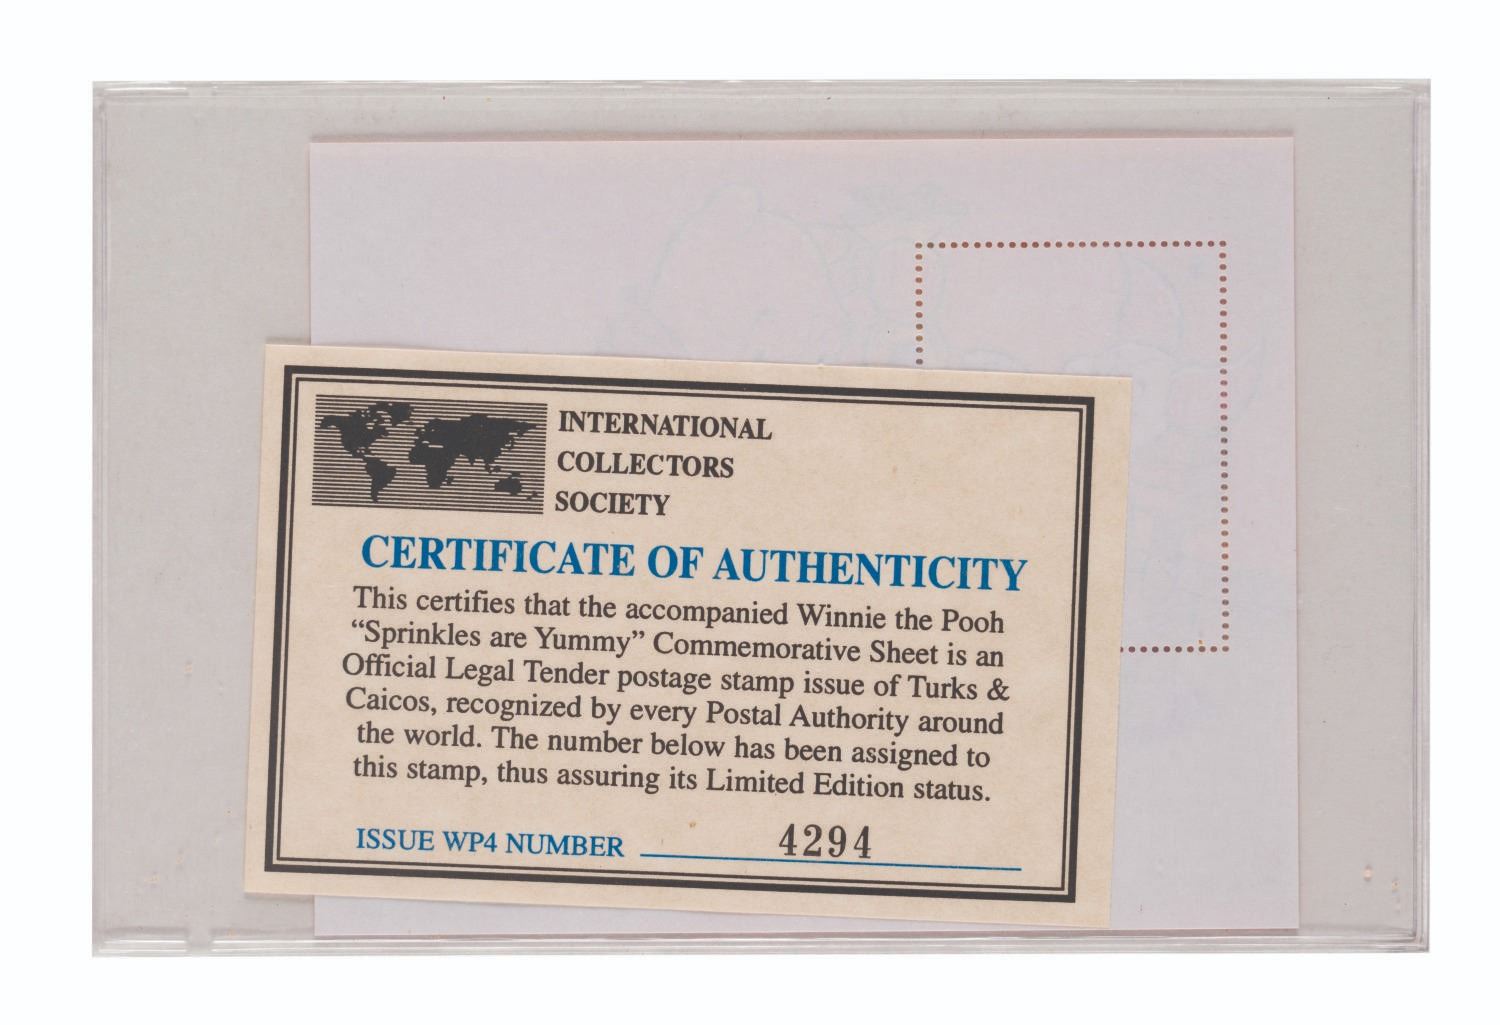 INTERNATIONAL
COLLECTORS
SOCIETY
CERTIFICATE OF AUTHENTICITY
This certifies that the accompanied Winnie the Pooh
“Sprinkles are Yummy” Commemorative Sheet is an
Official Legal Tender postage stamp issue of Turks &
Caicos, recognized by every Postal Authority around
the world. The number below has been assigned to
this stamp, thus assuring its Limited Edition status.
ISSUE WP4 NUMBER 4294